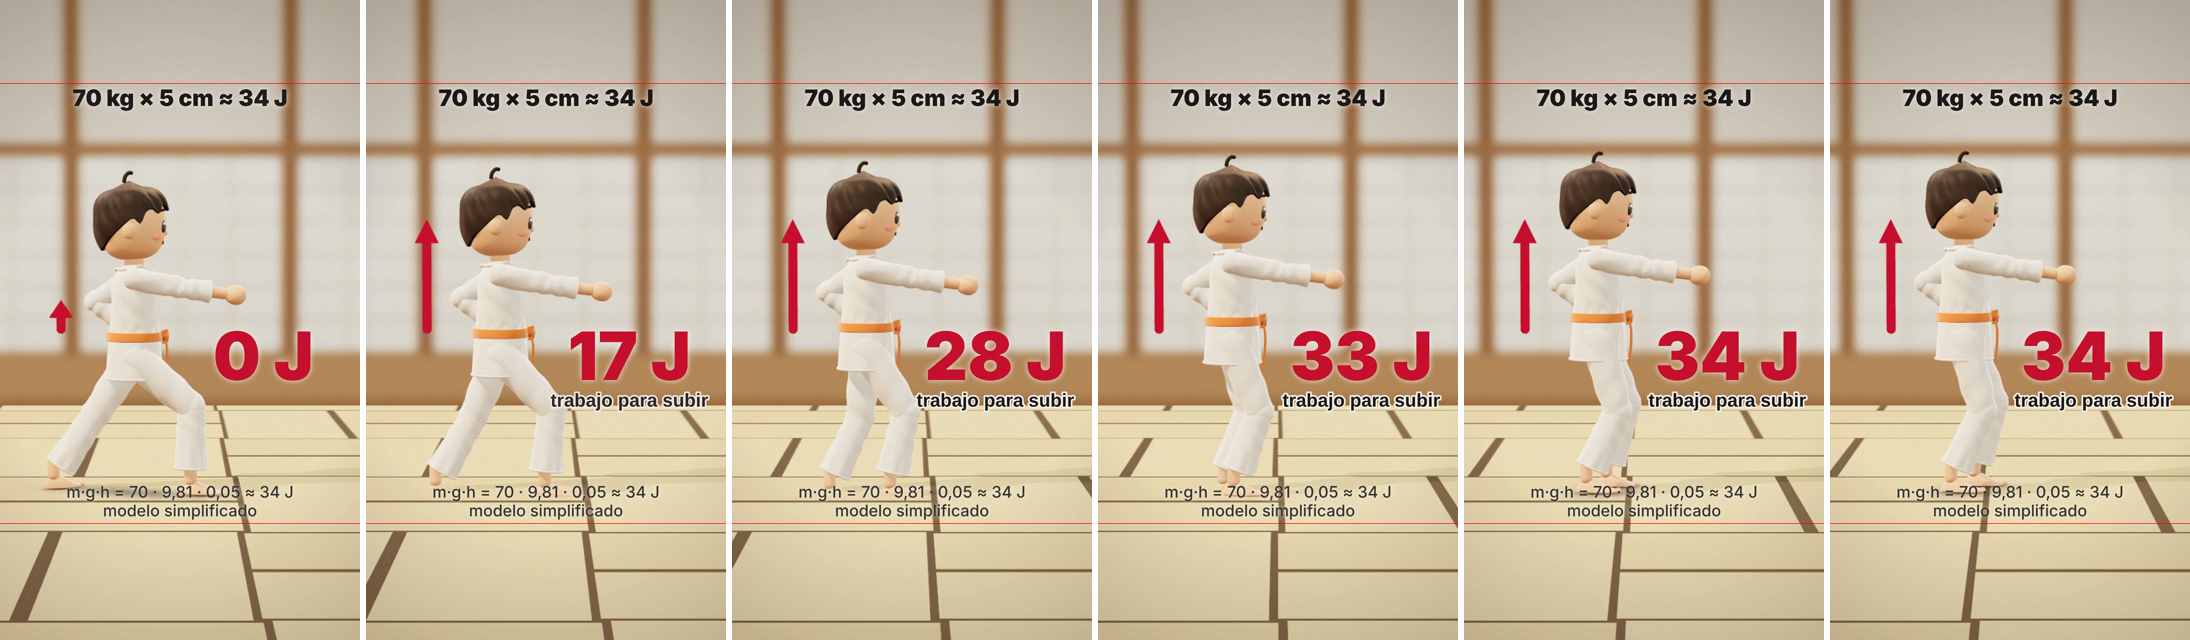 70 kg × 5 cm ≈ 34 J
0 J
m·g·h = 70 · 9,81 · 0,05 ≈ 34 J
modelo simplificado
70 kg × 5 cm ≈ 34 J
17 J
trabajo para subir
m·g·h = 70 · 9,81 · 0,05 ≈ 34 J
modelo simplificado
70 kg × 5 cm ≈ 34 J
28 J
trabajo para subir
m·g·h = 70 · 9,81 · 0,05 ≈ 34 J
modelo simplificado
70 kg × 5 cm ≈ 34 J
33 J
trabajo para subir
m·g·h = 70 · 9,81 · 0,05 ≈ 34 J
modelo simplificado
70 kg × 5 cm ≈ 34 J
34 J
trabajo para subir
m·g·h = 70 · 9,81 · 0,05 ≈ 34 J
modelo simplificado
70 kg × 5 cm ≈ 34 J
34 J
trabajo para subir
m·g·h = 70 · 9,81 · 0,05 ≈ 34 J
modelo simplificado